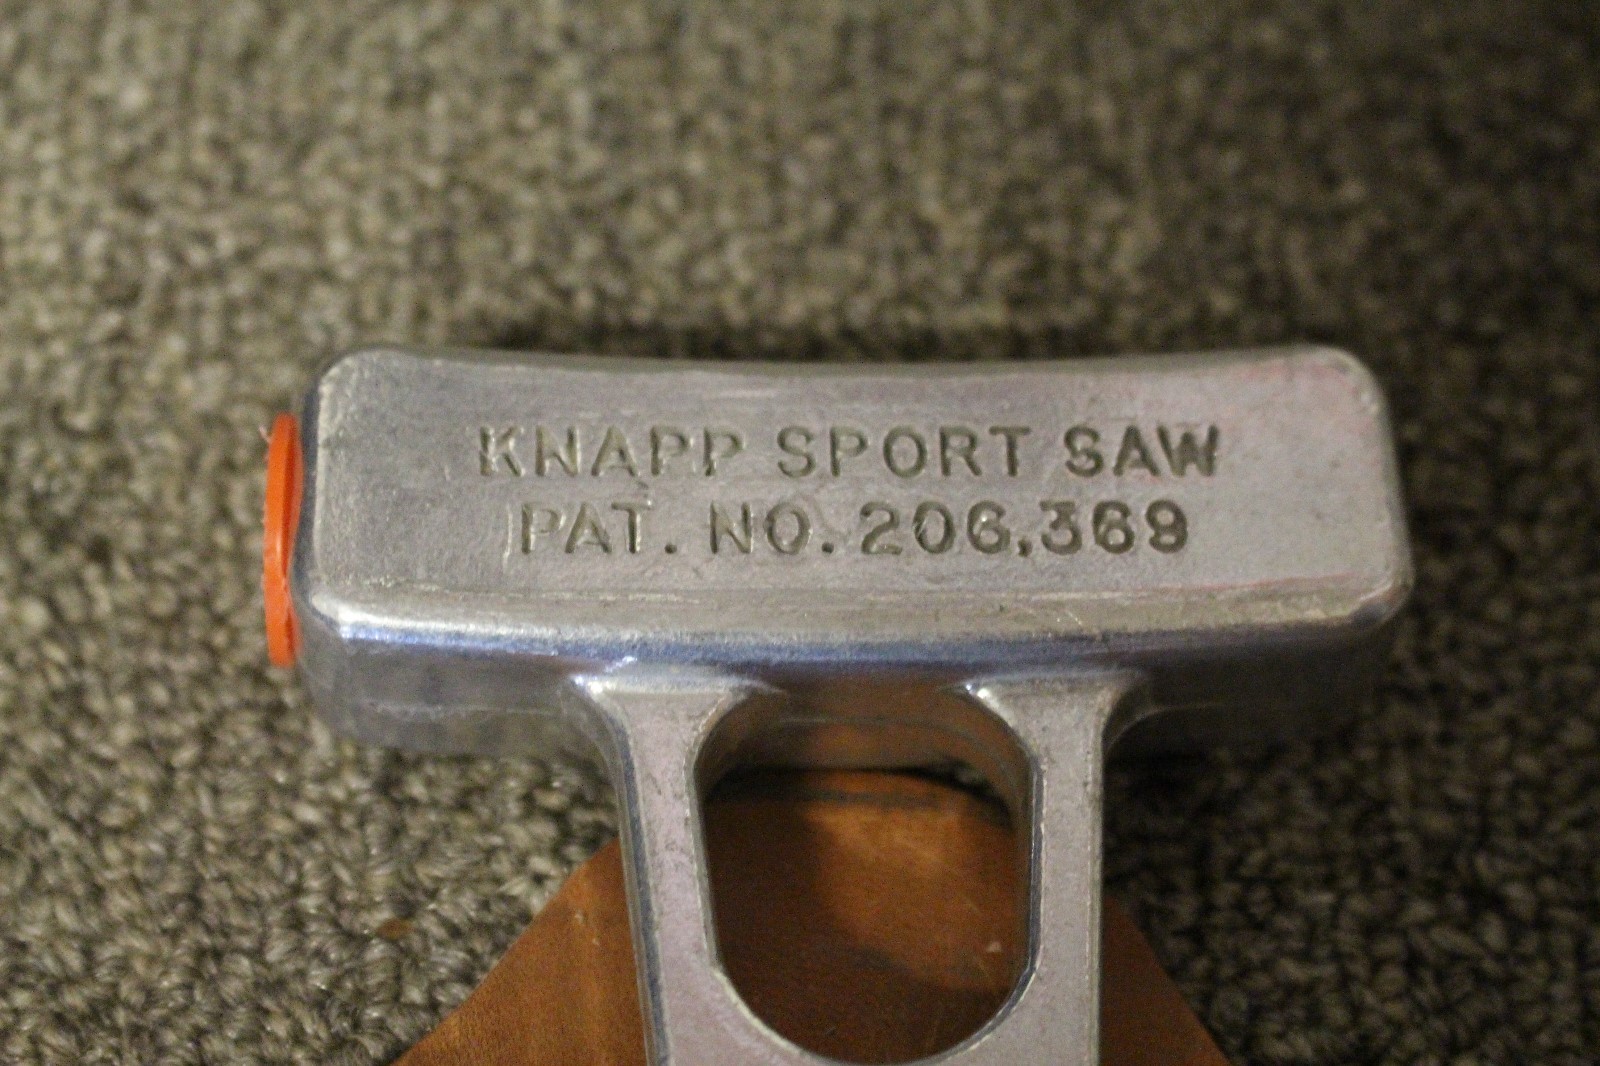 KNAPP SPORT SAW
PAT. NO. 206,369